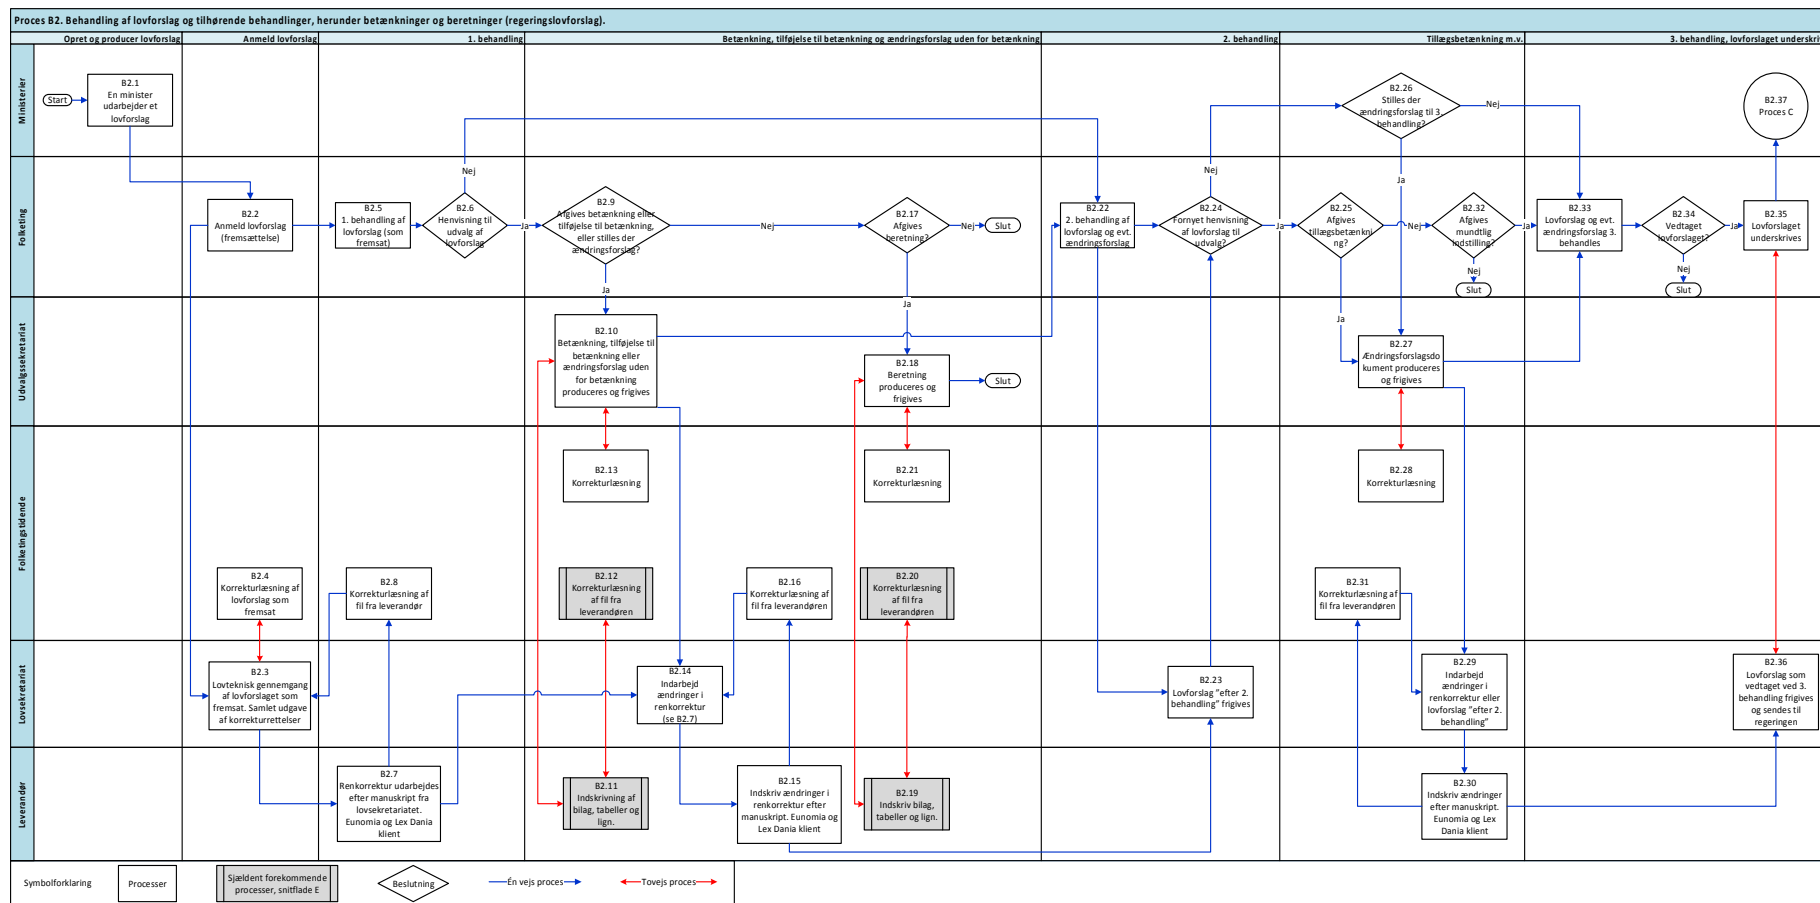 Proces B2. Behandling af lovforslag og tilhørende behandlinger, herunder betænkninger og beretninger (regeringslovforslag).
Opret og producer lovforslag
Anmeld lovforslag
1. behandling
Betænkning, tilføjelse til betænkning og ændringsforslag uden for betænkning
2. behandling
Tillægsbetænkning m.v.
3. behandling, lovforslaget underskri
Ministerier
Start
B2.1
En minister
udarbejder et
lovforslag
B2.26
Stilles der
ændringsforslag til 3.
behandling?
Nej
Ja
B2.37
Proces C
Folketing
B2.2
Anmeld lovforslag
(fremsættelse)
B2.5
1. behandling af
lovforslag (som
fremsat)
B2.6
Henvisning til
udvalg af
lovforslag
Nej
Ja
B2.9
Afgives betænkning eller
tilføjelse til betænkning,
eller stilles der
ændringsforslag?
Nej
Ja
B2.17
Afgives
beretning?
Nej
Slut
Ja
B2.22
2. behandling af
lovforslag og evt.
ændringsforslag
B2.24
Fornyet henvisning
af lovforslag til
udvalg?
Nej
Ja
B2.25
Afgives
tillægsbetænkni
ng?
Nej
Ja
B2.32
Afgives
mundtlig
indstilling?
Ja
Nej
Slut
B2.33
Lovforslag og evt.
ændringsforslag 3.
behandles
B2.34
Vedtaget
lovforslaget?
Ja
Nej
Slut
B2.35
Lovforslaget
underskrives
Udvalgssekretariat
B2.10
Betænkning, tilføjelse til
betænkning eller
ændringsforslag uden
for betænkning
produceres og frigives
B2.18
Beretning
produceres og
frigives
Slut
B2.27
Ændringsforslagsdo
kument produceres
og frigives
Folketingstidende
B2.13
Korrekturlæsning
B2.21
Korrekturlæsning
B2.28
Korrekturlæsning
B2.4
Korrekturlæsning af
lovforslag som
fremsat
B2.8
Korrekturlæsning af
fil fra leverandør
B2.12
Korrekturlæsning
af fil fra
leverandøren
B2.16
Korrekturlæsning af
fil fra leverandøren
B2.20
Korrekturlæsning
af fil fra
leverandøren
B2.31
Korrekturlæsning af
fil fra leverandøren
Lovsekretariat
B2.3
Lovteknisk gennemgang
af lovforslaget som
fremsat. Samlet udgave
af korrekturrettelser
B2.14
Indarbejd
ændringer i
renkorrektur
(se B2.7)
B2.23
Lovforslag ”efter 2.
behandling” frigives
B2.29
Indarbejd
ændringer i
renkorrektur eller
lovforslag ”efter 2.
behandling”
B2.36
Lovforslag som
vedtaget ved 3.
behandling frigives
og sendes til
regeringen
Leverandør
B2.7
Renkorrektur udarbejdes
efter manuskript fra
lovsekretariatet.
Eunomia og Lex Dania
klient
B2.11
Indskrivning af
bilag, tabeller og
lign.
B2.15
Indskriv ændringer i
renkorrektur efter
manuskript. Eunomia og
Lex Dania klient
B2.19
Indskriv bilag,
tabeller og lign.
B2.30
Indskriv ændringer
efter manuskript.
Eunomia og Lex
Dania klient
Symbolforklaring
Processer
Sjældent forekommende
processer, snitflade E
Beslutning
Én vejs proces
Tovejs proces